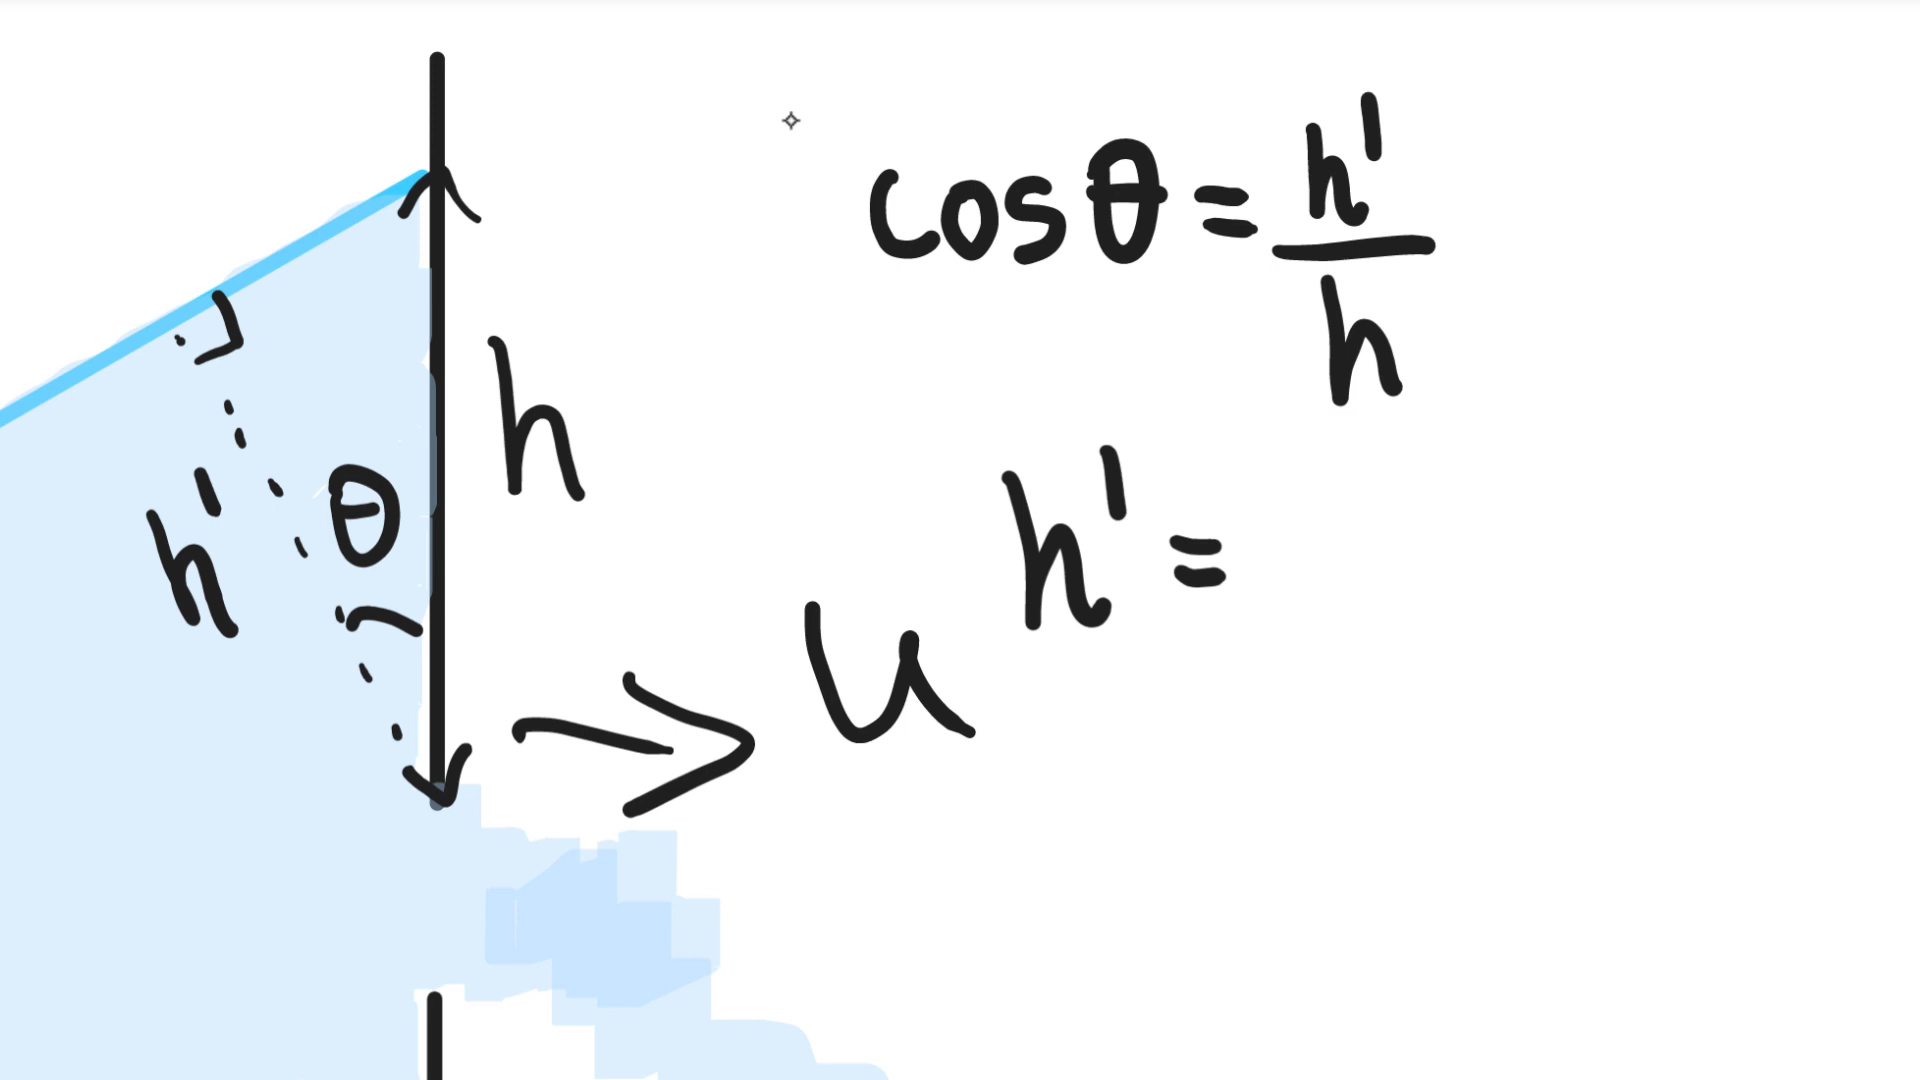 cosθ = h'/h
h
θ
h'
h' =
u